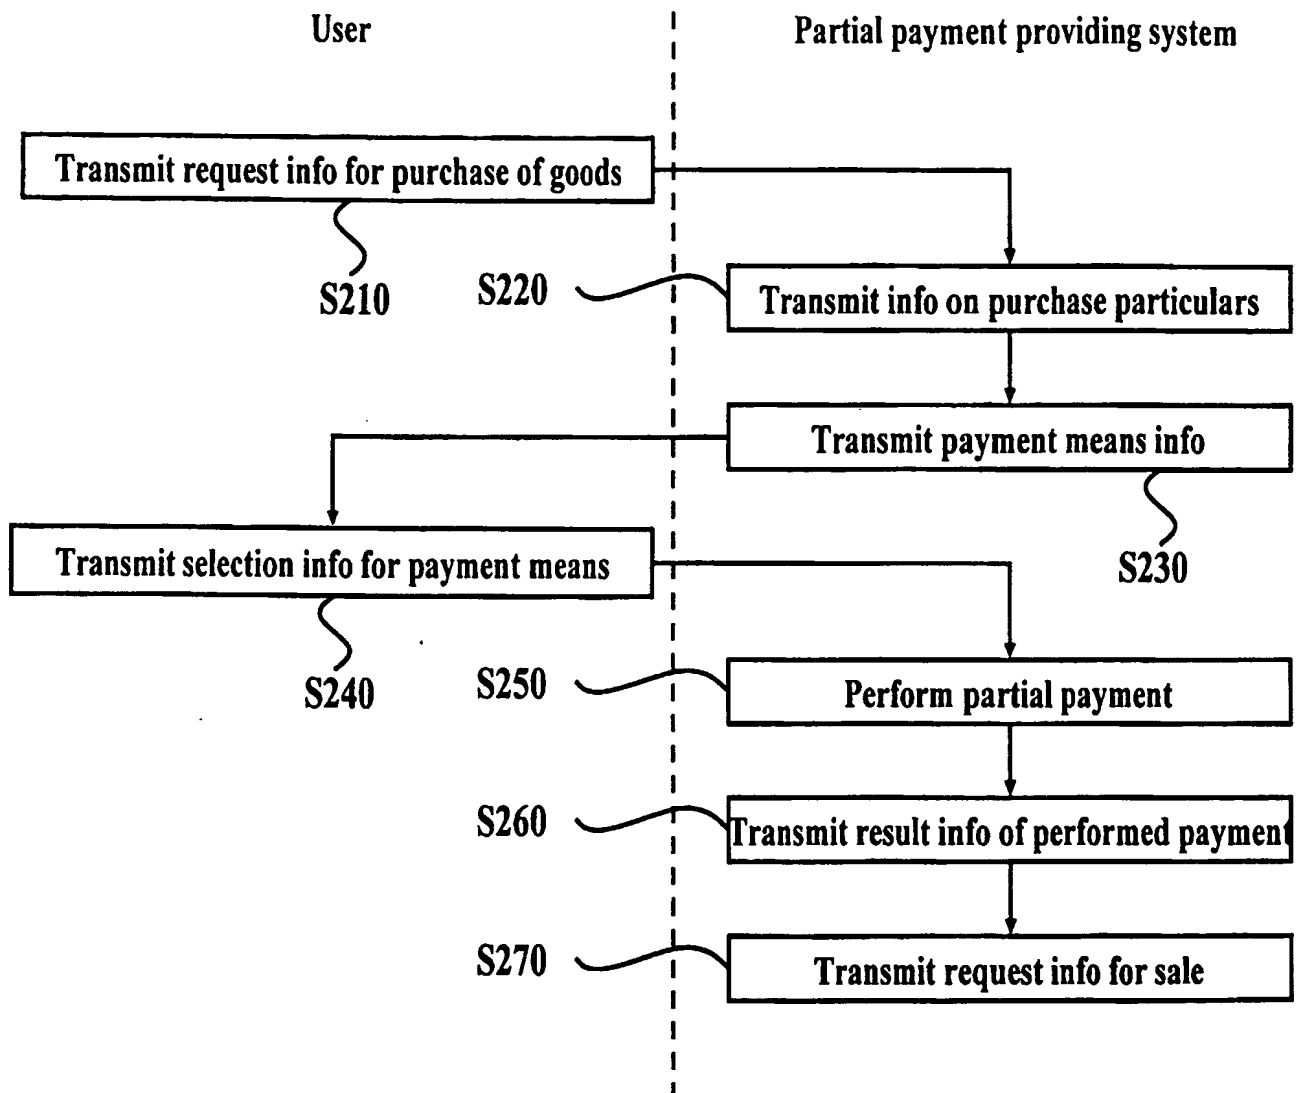 User
Partial payment providing system
Transmit request info for purchase of goods
S210
S220
Transmit info on purchase particulars
Transmit payment means info
S230
Transmit selection info for payment means
S240
S250
Perform partial payment
S260
Transmit result info of performed payment
S270
Transmit request info for sale